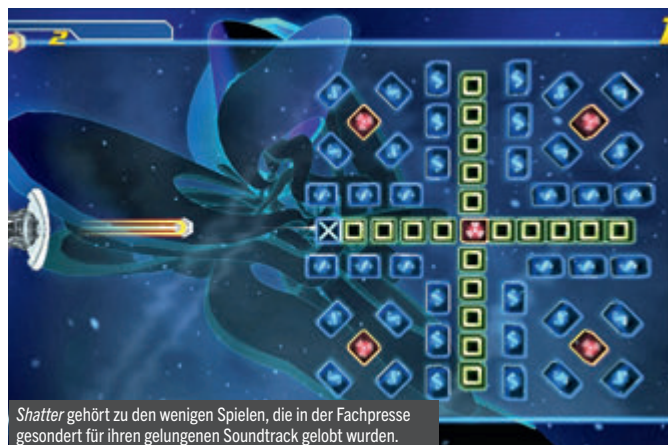 2
Shatter gehört zu den wenigen Spielen, die in der Fachpresse
gesondert für ihren gelungenen Soundtrack gelobt wurden.